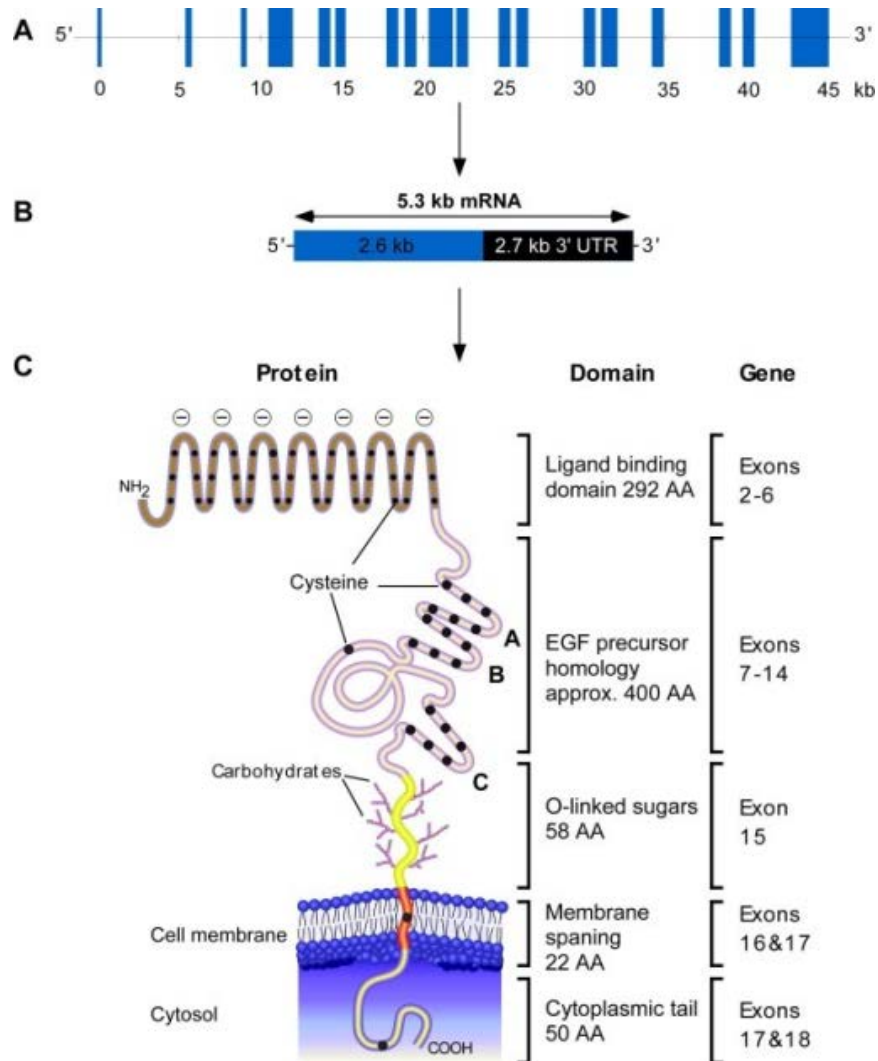 A
5' 3'
0 5 10 15 20 25 30 35 40 45 kb
B
5.3 kb mRNA
5' 2.6 kb 2.7 kb 3' UTR 3'
C
Protein Domain Gene
NH2
Ligand binding
domain 292 AA
Exons
2-6
Cysteine
A
B
C
EGF precursor
homology
approx. 400 AA
Exons
7-14
Carbohydrates
O-linked sugars
58 AA
Exon
15
Cell membrane
Membrane
spaning
22 AA
Exons
16&17
Cytosol
COOH
Cytoplasmic tail
50 AA
Exons
17&18